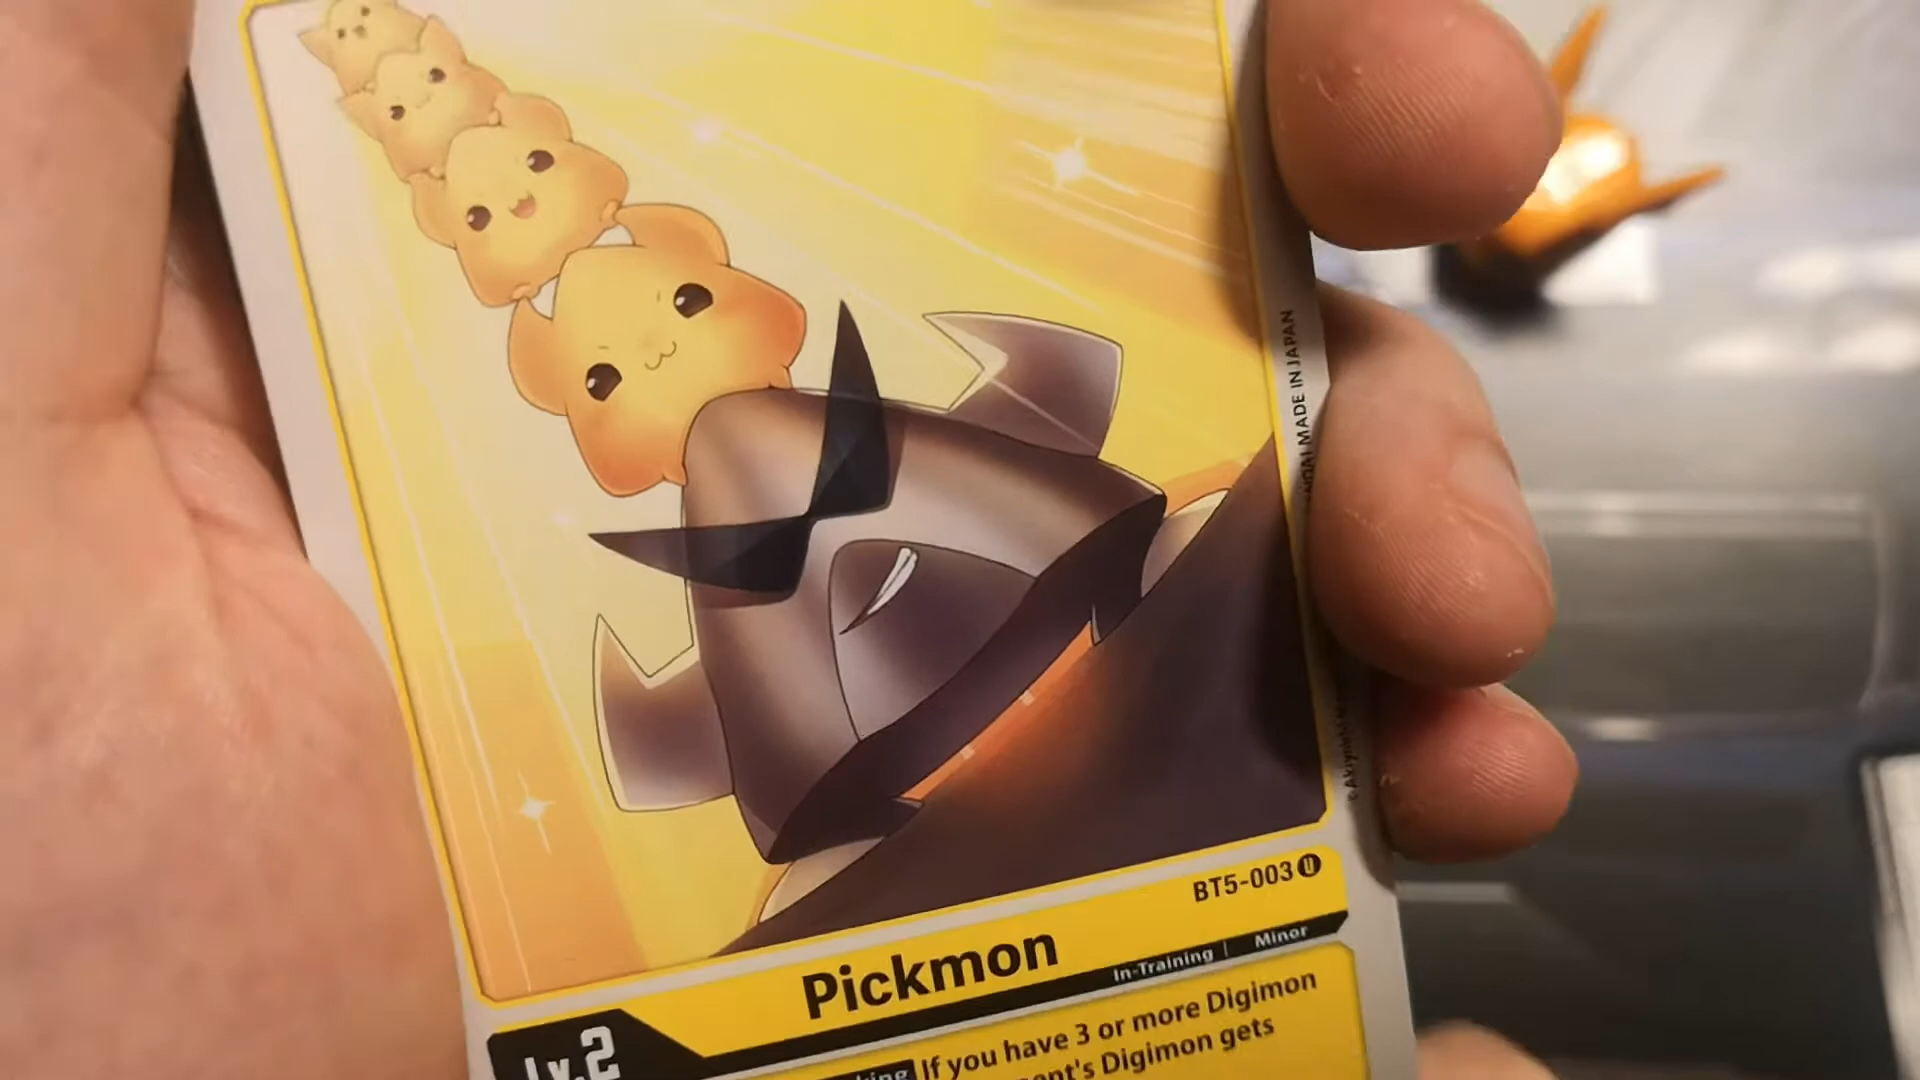 MADE IN JAPAN
BT5-003 U
Pickmon
In-Training | Minor
Lv.2
If you have 3 or more Digimon
Digimon gets